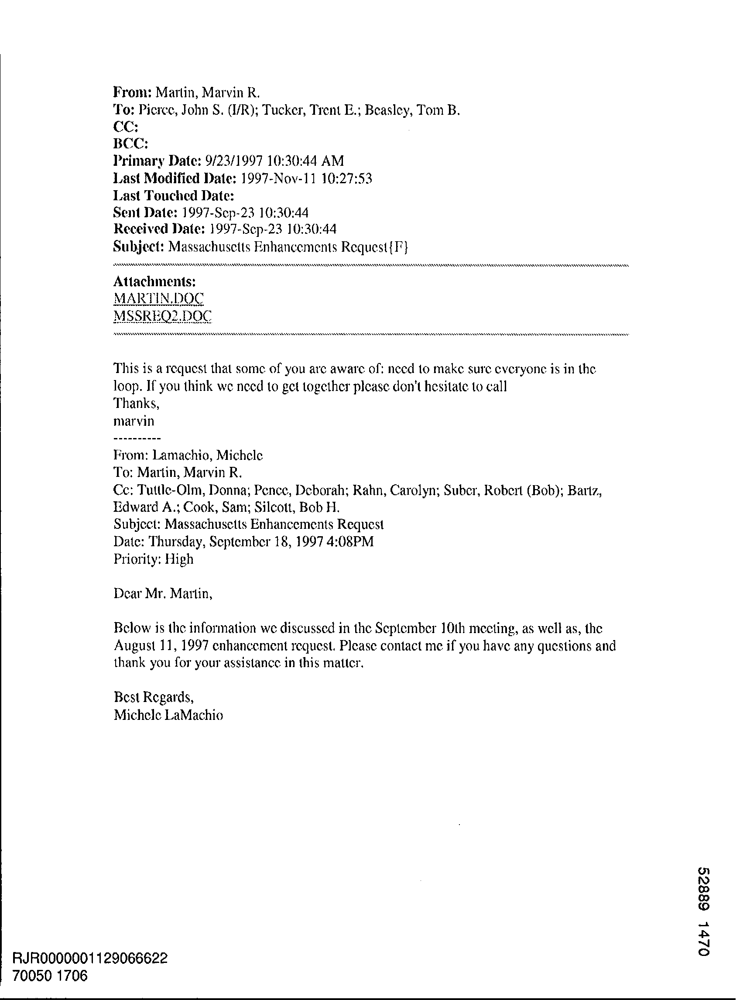 From: Martin, Marvin R.
To: Pierce, John S. (I/R); Tucker, Trent E.; Beasley, Tom B.
CC:
BCC:
Primary Date: 9/23/1997 10:30:44 AM
Last Modified Date: 1997-Nov-11 10:27:53
Last Touched Date:
Sent Date: 1997-Sep-23 10:30:44
Received Date: 1997-Sep-23 10:30:44
Subject: Massachusetts Enhancements Request{F}
Attachments:
MARTIN.DOC
MSSREQ2.DOC
This is a request that some of you are aware of: need to make sure everyone is in the
loop. If you think we need to get together please don't hesitate to call
Thanks,
marvin
----------
From: Lamachio, Michele
To: Martin, Marvin R.
Cc: Tuttle-Olm, Donna; Pence, Deborah; Rahn, Carolyn; Suber, Robert (Bob); Bartz,
Edward A.; Cook, Sam; Silcott, Bob H.
Subject: Massachusetts Enhancements Request
Date: Thursday, September 18, 1997 4:08PM
Priority: High
Dear Mr. Martin,
Below is the information we discussed in the September 10th meeting, as well as, the
August 11, 1997 enhancement request. Please contact me if you have any questions and
thank you for your assistance in this matter.
Best Regards,
Michele LaMachio
52889 1470
RJR0000001129066622
70050 1706